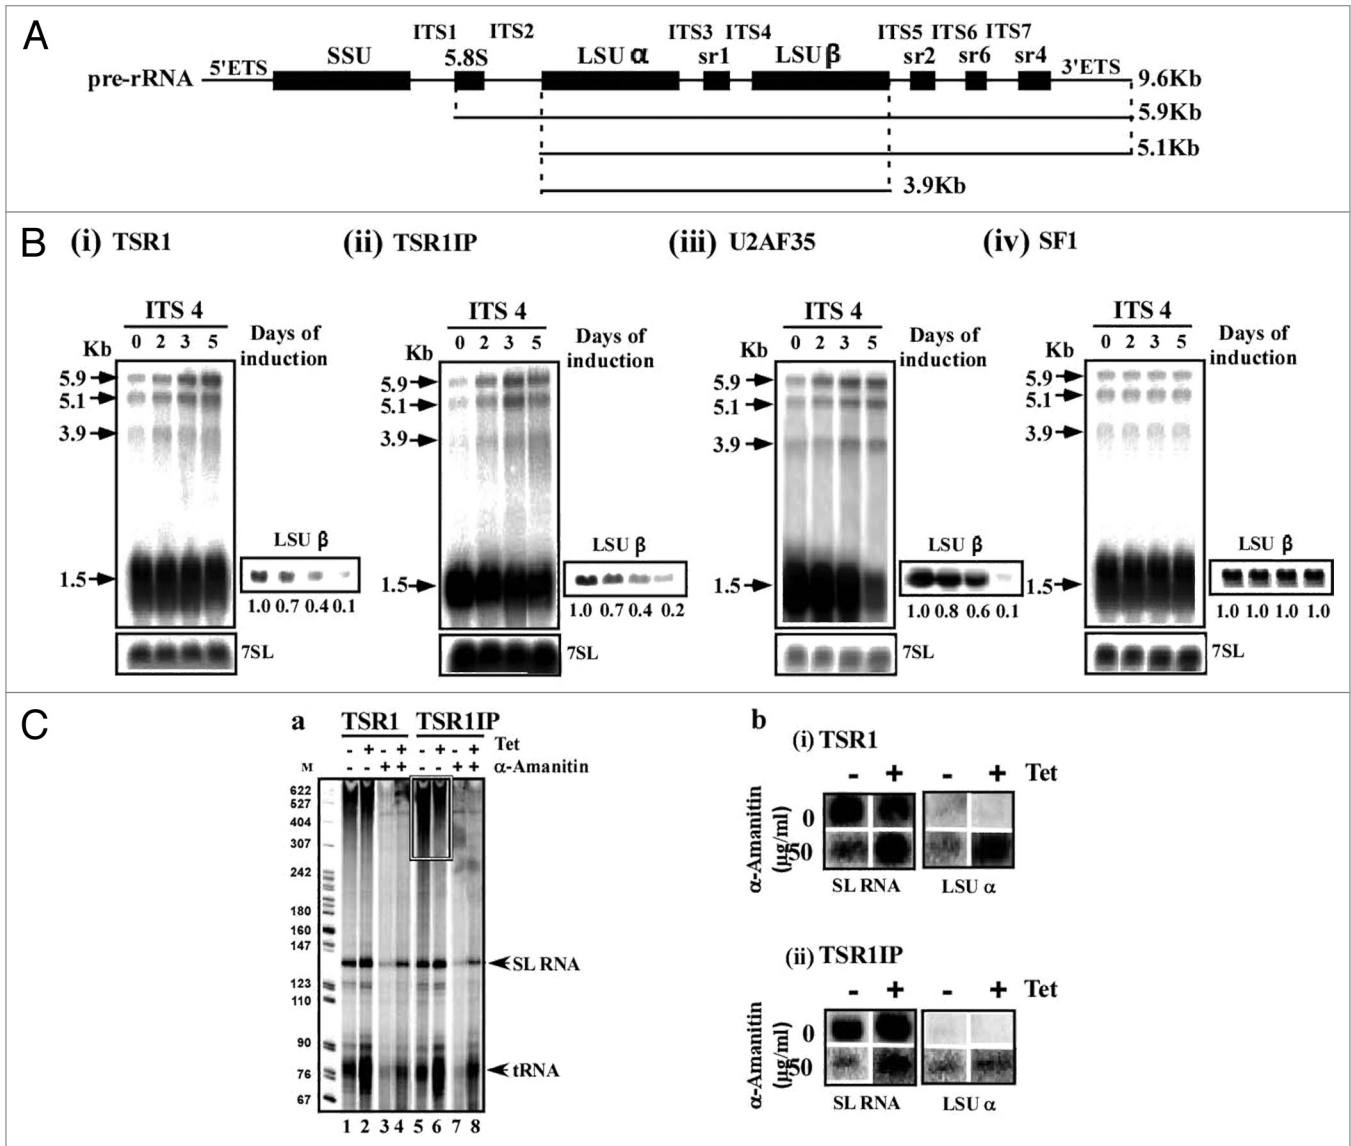 A
ITS1 ITS2 ITS3 ITS4 ITS5 ITS6 ITS7
5'ETS SSU 5.8S LSU α sr1 LSU β sr2 sr6 sr4 3'ETS
pre-rRNA 9.6Kb
5.9Kb
5.1Kb
3.9Kb
B (i) TSR1 (ii) TSR1IP (iii) U2AF35 (iv) SF1
ITS 4
0 2 3 5
Days of
induction
Kb
5.9
5.1
3.9
1.5
LSU β
1.0 0.7 0.4 0.1
7SL
ITS 4
0 2 3 5
Days of
induction
Kb
5.9
5.1
3.9
1.5
LSU β
1.0 0.7 0.4 0.2
7SL
ITS 4
0 2 3 5
Days of
induction
Kb
5.9
5.1
3.9
1.5
LSU β
1.0 0.8 0.6 0.1
7SL
ITS 4
0 2 3 5
Days of
induction
Kb
5.9
5.1
3.9
1.5
LSU β
1.0 1.0 1.0 1.0
7SL
C
a TSR1 TSR1IP
- + - + - + - + Tet
- - + + - - + + α-Amanitin
M
622
527
404
307
242
180
160
147
SL RNA
123
110
90
tRNA
76
67
1 2 3 4 5 6 7 8
b
(i) TSR1
- + - + Tet
α-Amanitin
(μg/ml)
0
50
SL RNA LSU α
(ii) TSR1IP
- + - + Tet
α-Amanitin
(μg/ml)
0
50
SL RNA LSU α